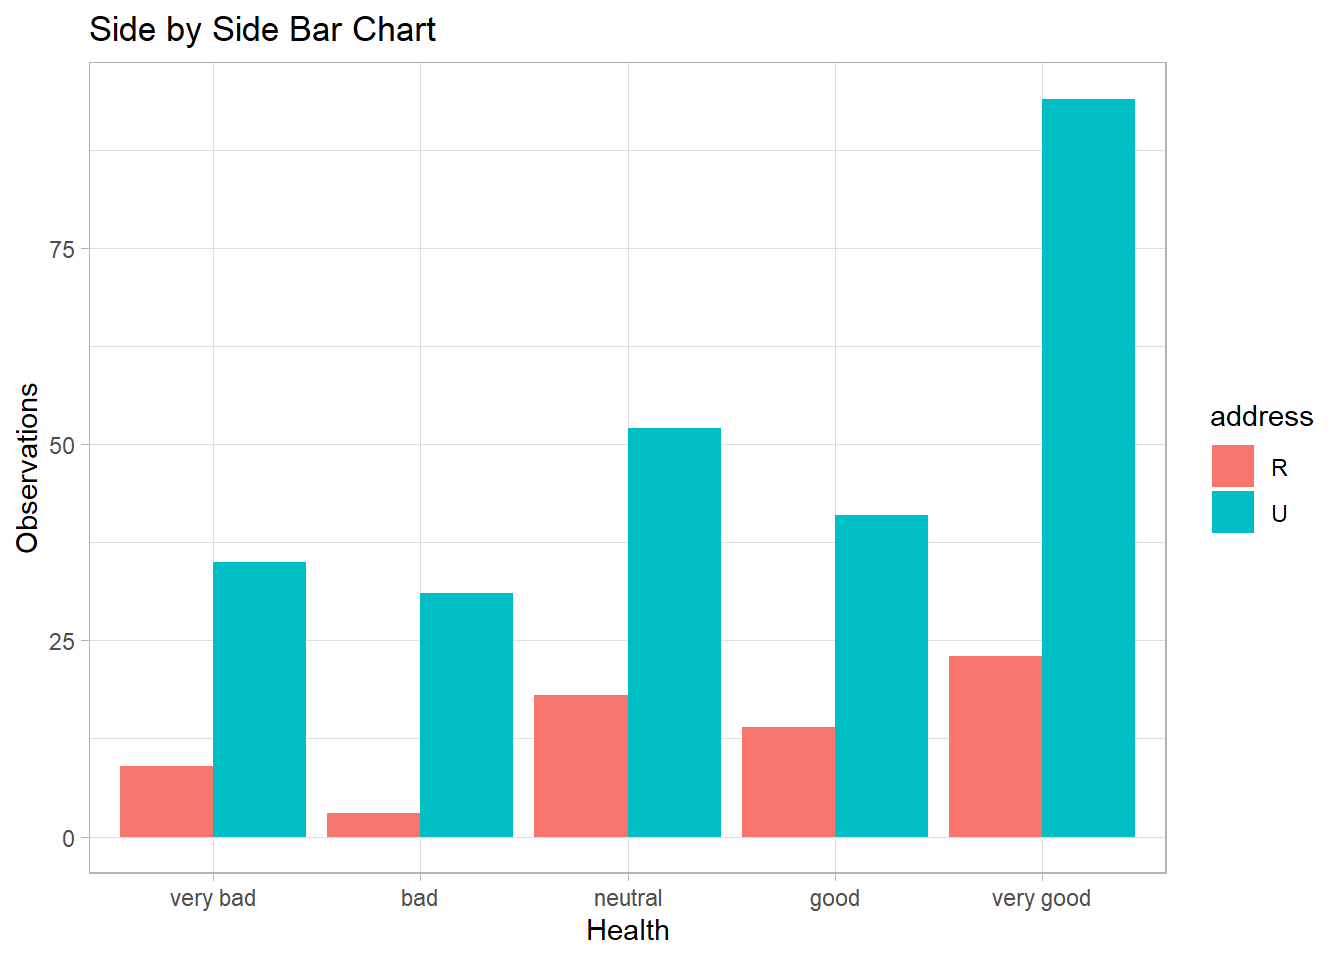 Side by Side Bar Chart
Observations
75
50
25
0
very bad
bad
neutral
good
very good
Health
address
R
U